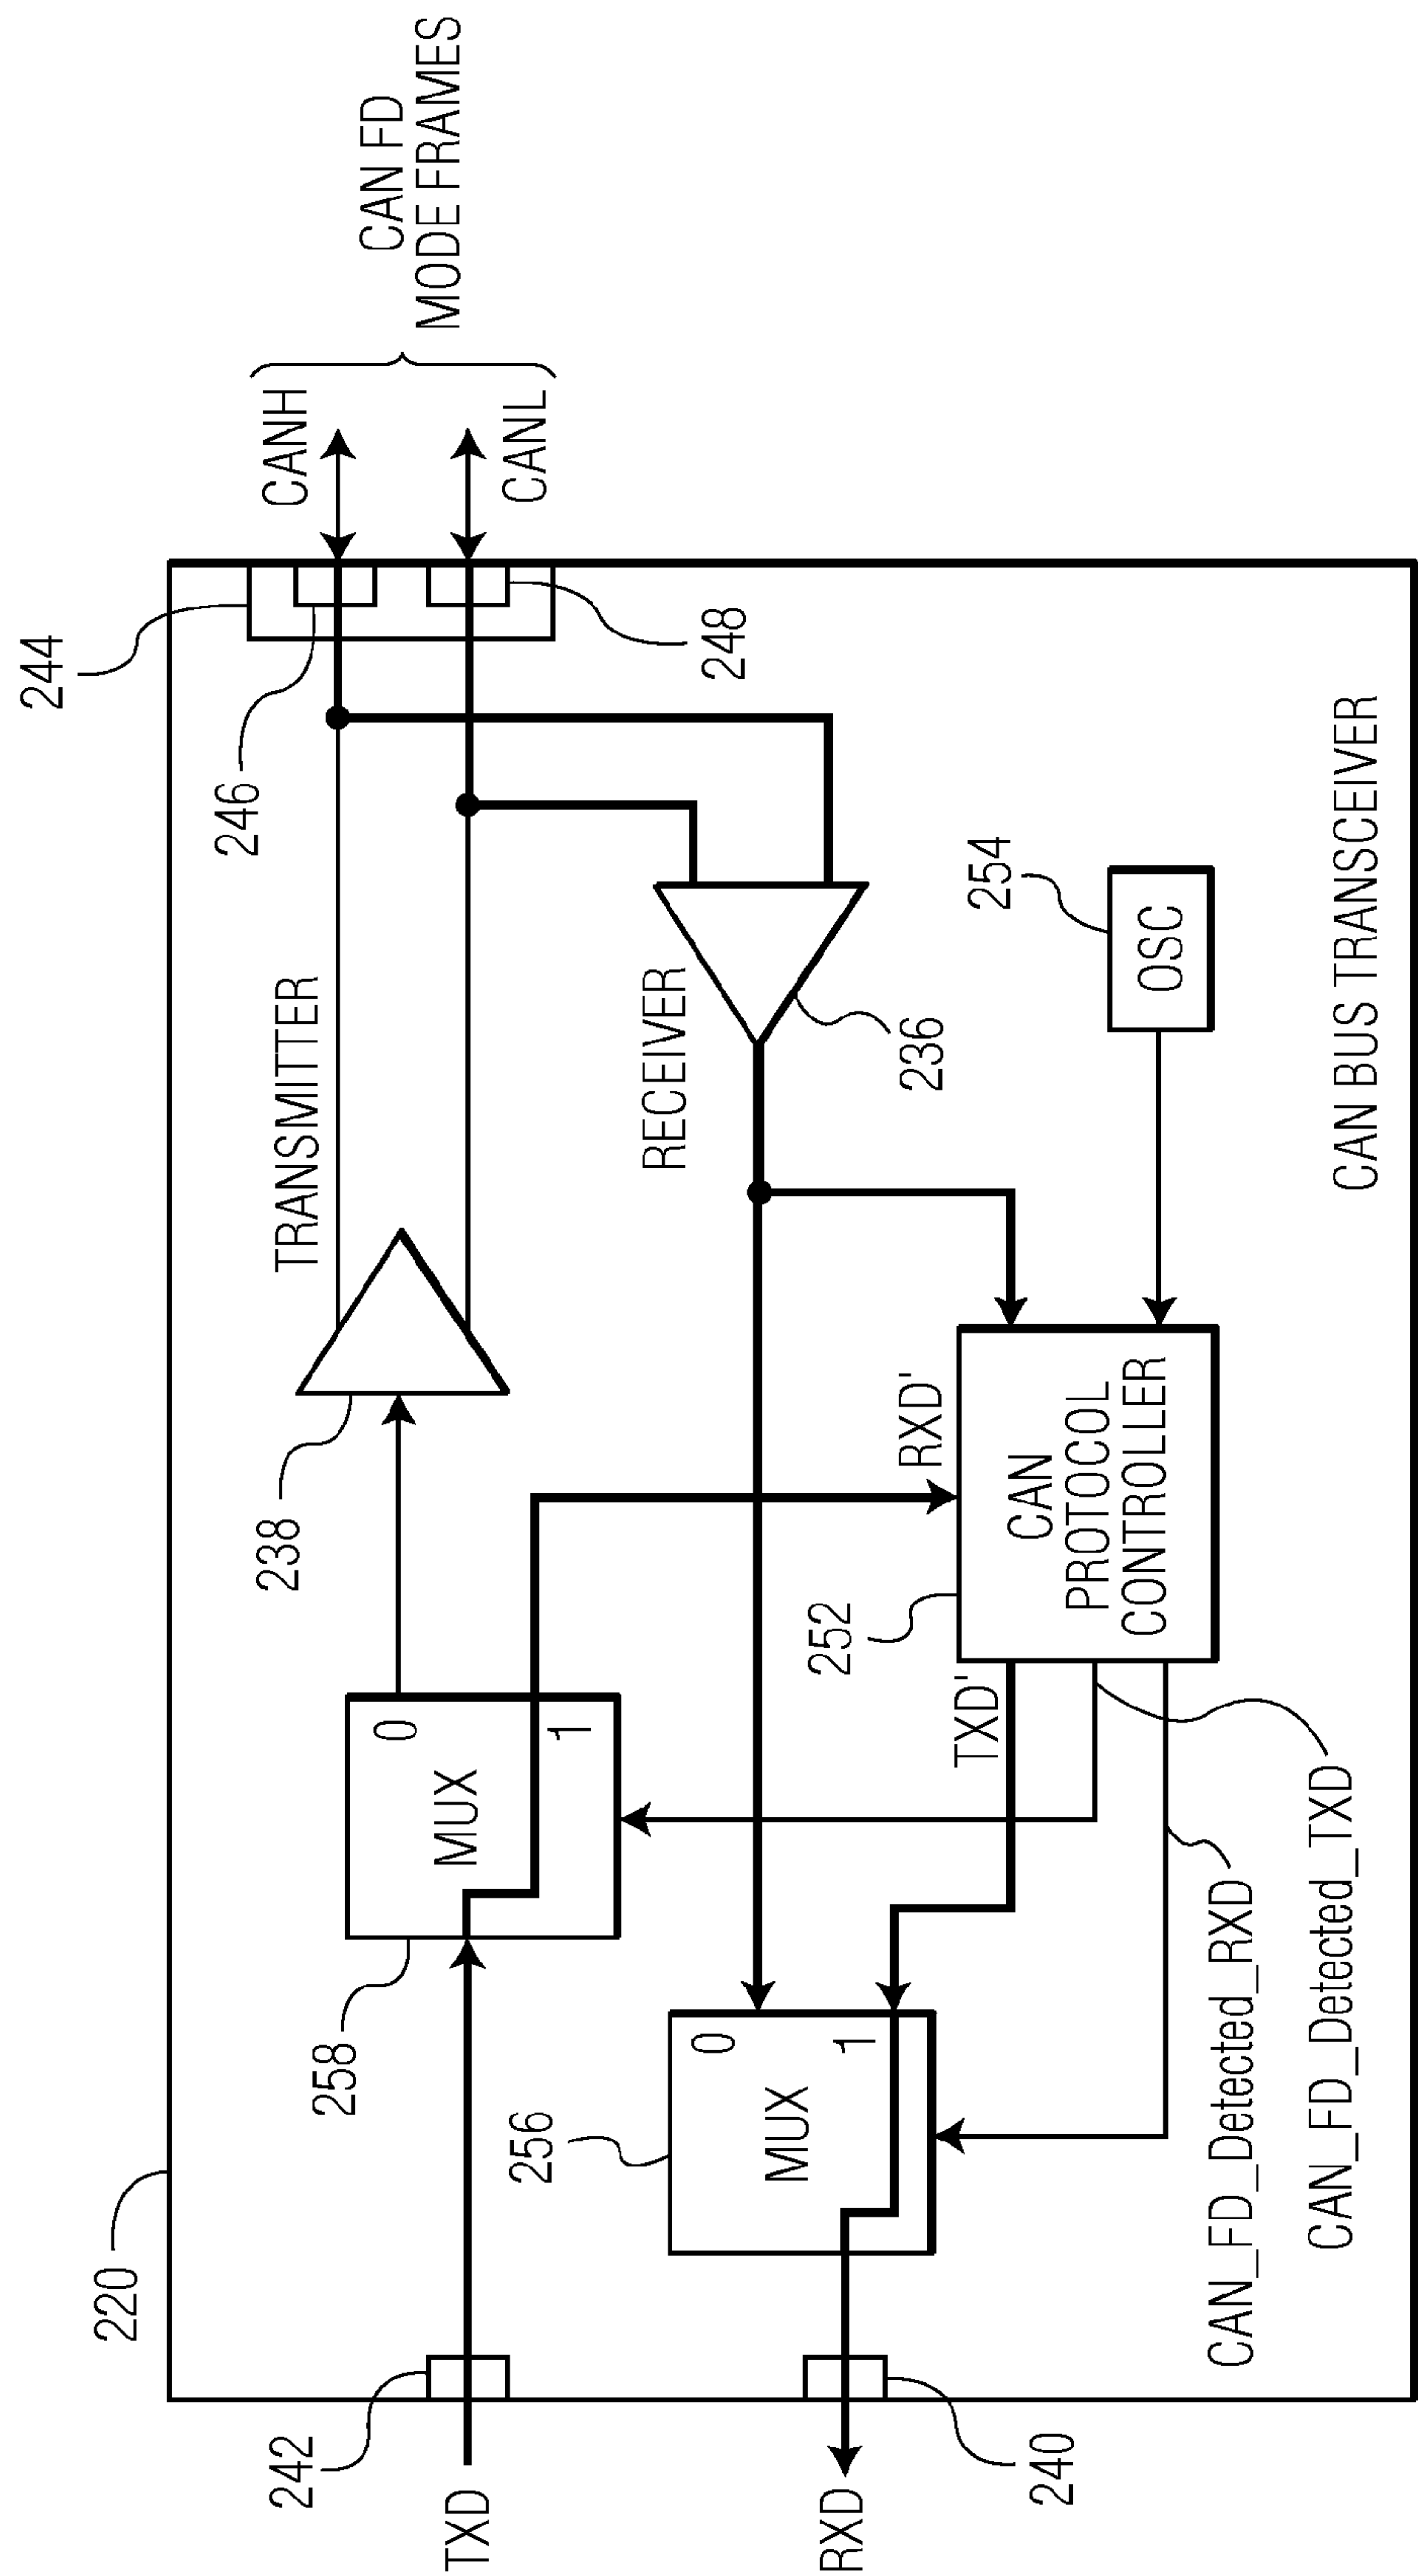 244
246
CANH
CAN FD
MODE FRAMES
CANL
248
TRANSMITTER
238
RECEIVER
236
254
OSC
220
258
MUX
0
1
242
TXD
256
MUX
0
1
252
RXD'
CAN
PROTOCOL
CONTROLLER
TXD'
RXD
240
CAN_FD_Detected_RXD
CAN_FD_Detected_TXD
CAN BUS TRANSCEIVER